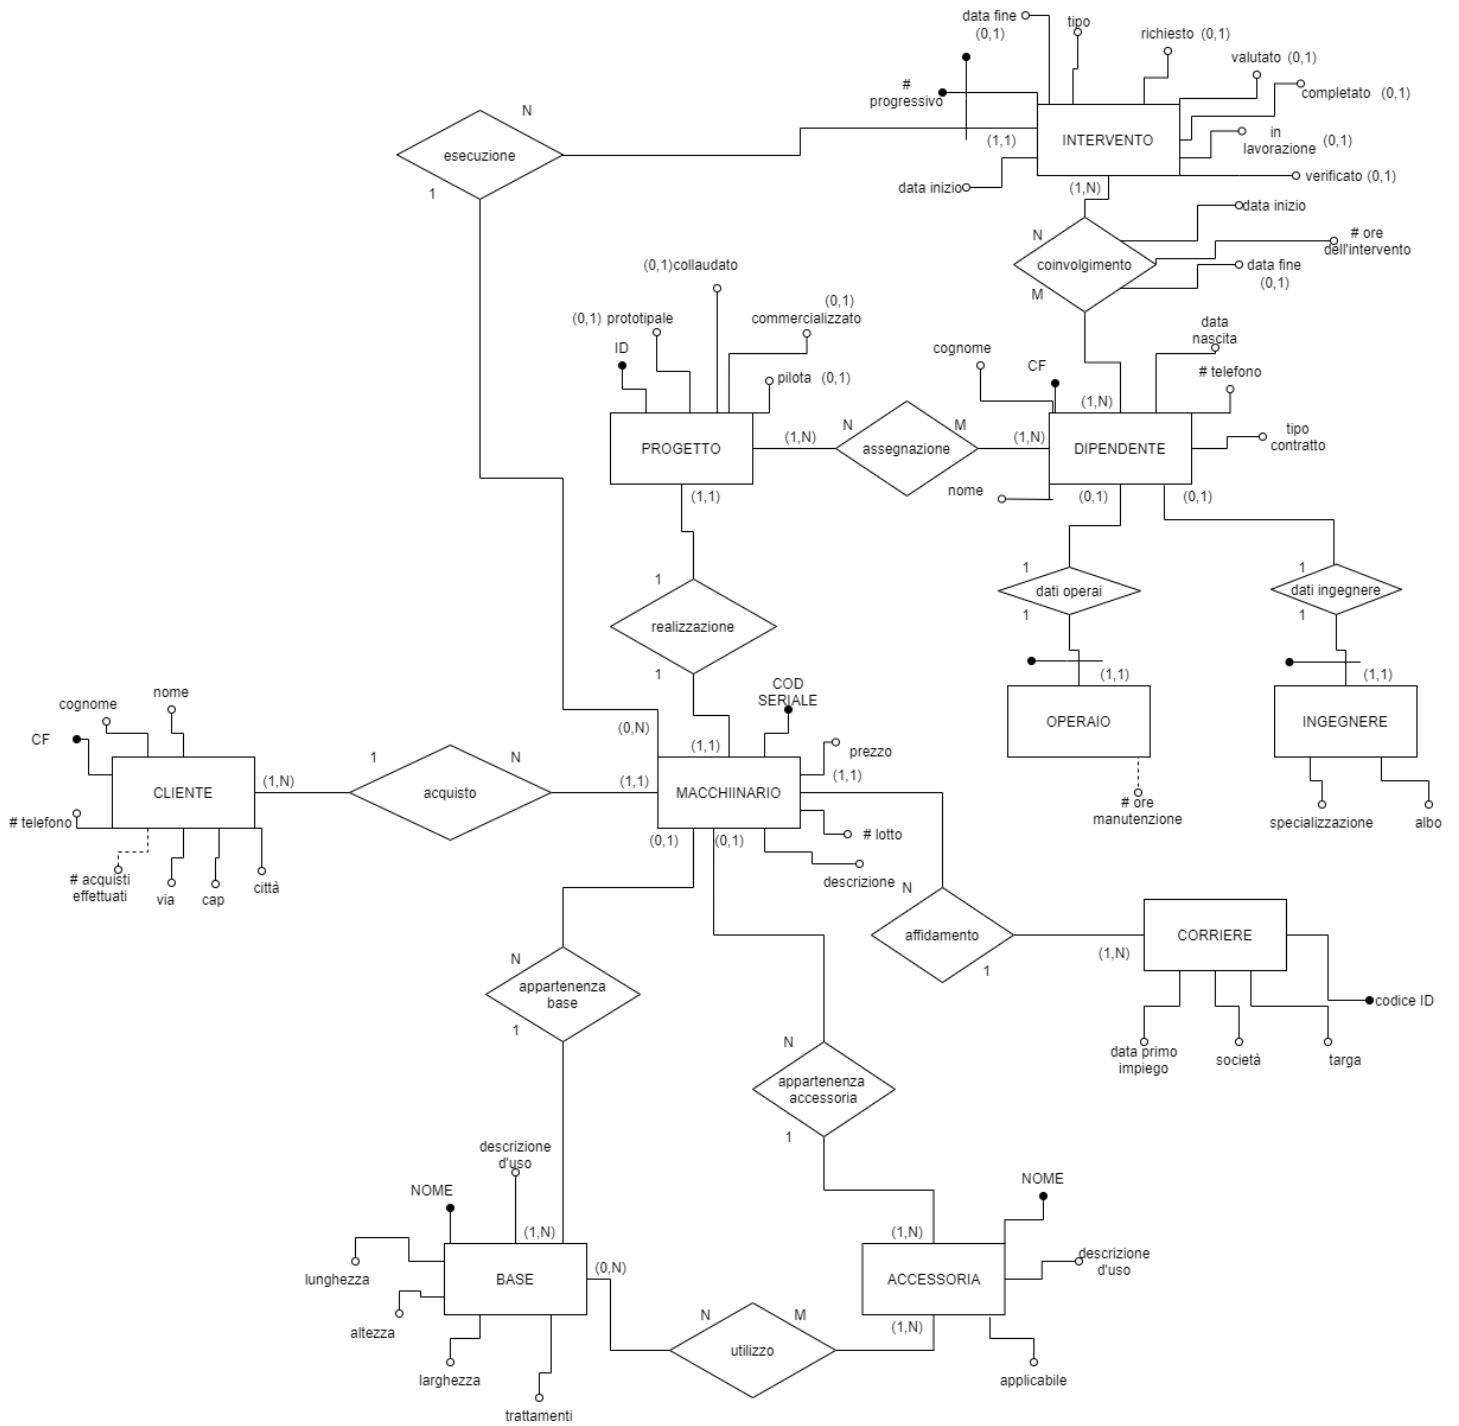 data fine
(0,1)
tipo
richiesto (0,1)
valutato (0,1)
completato (0,1)
#
progressivo
N
esecuzione
1
(1,1)
INTERVENTO
in
lavorazione (0,1)
data inizio
(1,N)
verificato (0,1)
data inizio
N
coinvolgimento
M
# ore
dell'intervento
data fine
(0,1)
(0,1)collaudato
(0,1)
commercializzato
(0,1) prototipale
ID
pilota (0,1)
cognome
CF
data
nascita
# telefono
(1,N)
PROGETTO
(1,N)
N
assegnazione
M
(1,N)
DIPENDENTE
tipo
contratto
nome
(1,1)
(0,1)
(0,1)
1
realizzazione
1
1
dati operai
1
1
dati ingegnere
1
(1,1)
OPERAIO
(1,1)
INGEGNERE
# ore
manutenzione
specializzazione
albo
cognome
nome
CF
CLIENTE
(1,N)
# telefono
# acquisti
effettuati
via
cap
città
1
acquisto
N
(0,N)
(1,1)
COD
SERIALE
prezzo
(1,1)
(1,1)
MACCHIINARIO
# lotto
(0,1)
(0,1)
descrizione
N
affidamento
1
(1,N)
CORRIERE
codice ID
data primo
impiego
società
targa
N
appartenenza
base
1
N
appartenenza
accessoria
1
descrizione
d'uso
NOME
(1,N)
lunghezza
BASE
(0,N)
altezza
larghezza
trattamenti
N
utilizzo
M
NOME
(1,N)
ACCESSORIA
descrizione
d'uso
(1,N)
applicabile